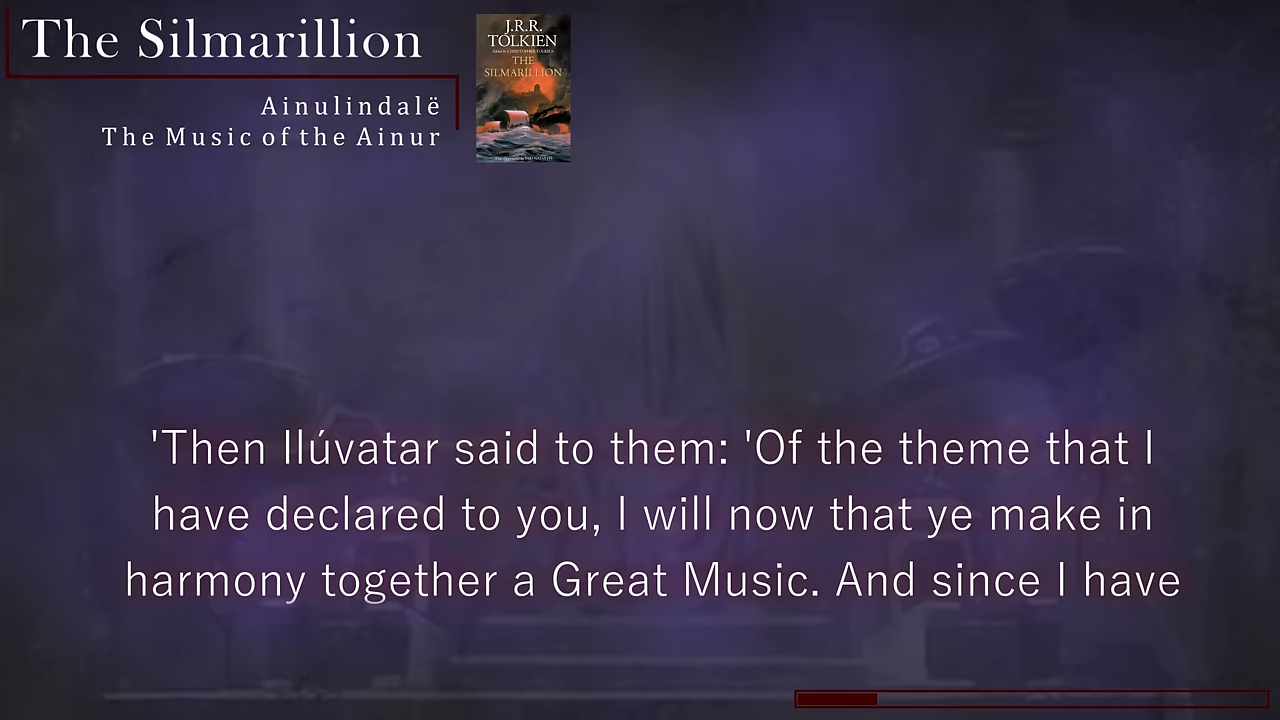 The Silmarillion
Ainulindalë
The Music of the Ainur
J.R.R.
TOLKIEN
THE
SILMARILLION
'Then Ilúvatar said to them: 'Of the theme that I
have declared to you, I will now that ye make in
harmony together a Great Music. And since I have